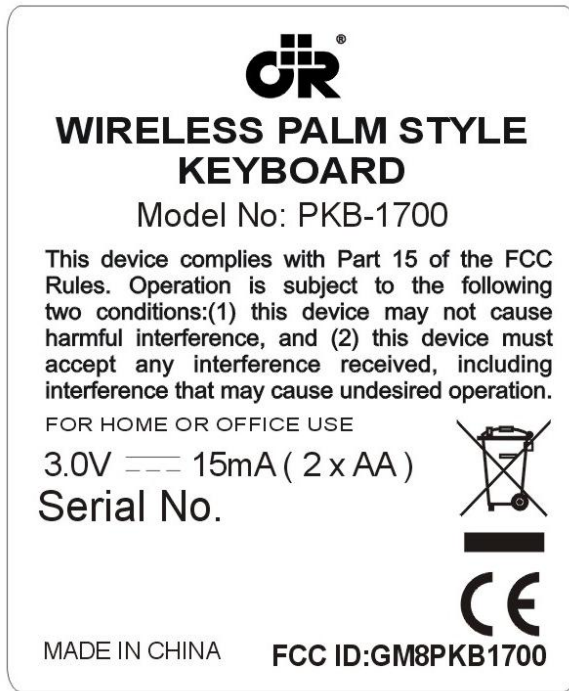 ®
WIRELESS PALM STYLE
KEYBOARD
Model No: PKB-1700
This device complies with Part 15 of the FCC
Rules. Operation is subject to the following
two conditions:(1) this device may not cause
harmful interference, and (2) this device must
accept any interference received, including
interference that may cause undesired operation.
FOR HOME OR OFFICE USE
3.0V 15mA ( 2 x AA )
Serial No.
CE
MADE IN CHINA FCC ID:GM8PKB1700